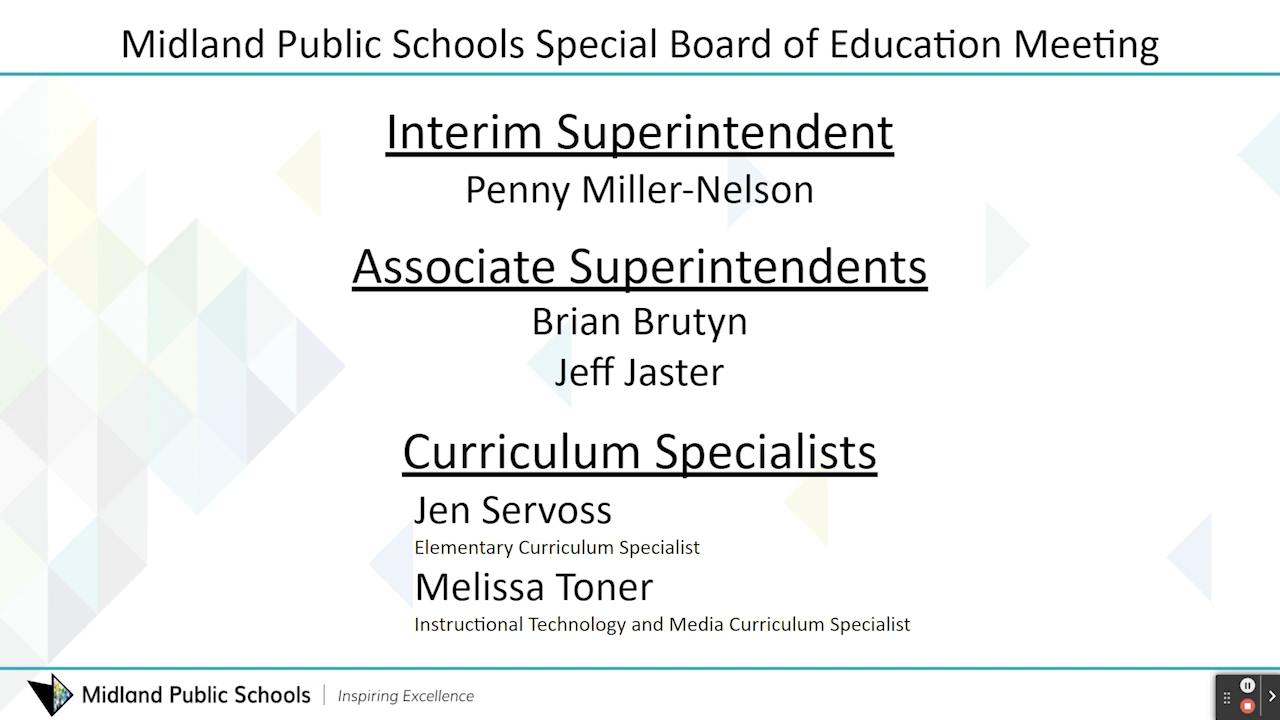 Midland Public Schools Special Board of Education Meeting
Interim Superintendent
Penny Miller-Nelson
Associate Superintendents
Brian Brutyn
Jeff Jaster
Curriculum Specialists
Jen Servoss
Elementary Curriculum Specialist
Melissa Toner
Instructional Technology and Media Curriculum Specialist
Midland Public Schools | Inspiring Excellence